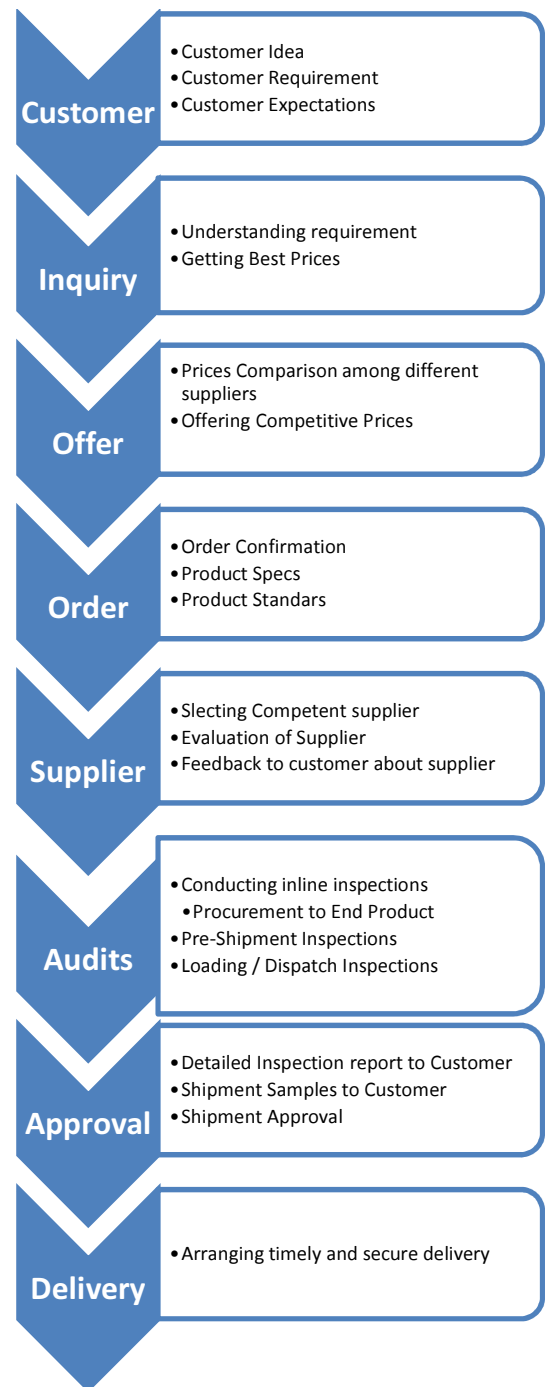 Customer
•Customer Idea
•Customer Requirement
•Customer Expectations
Inquiry
•Understanding requirement
•Getting Best Prices
Offer
•Prices Comparison among different
suppliers
•Offering Competitive Prices
Order
•Order Confirmation
•Product Specs
•Product Standars
Supplier
•Slecting Competent supplier
•Evaluation of Supplier
•Feedback to customer about supplier
Audits
•Conducting inline inspections
•Procurement to End Product
•Pre-Shipment Inspections
•Loading / Dispatch Inspections
Approval
•Detailed Inspection report to Customer
•Shipment Samples to Customer
•Shipment Approval
Delivery
•Arranging timely and secure delivery